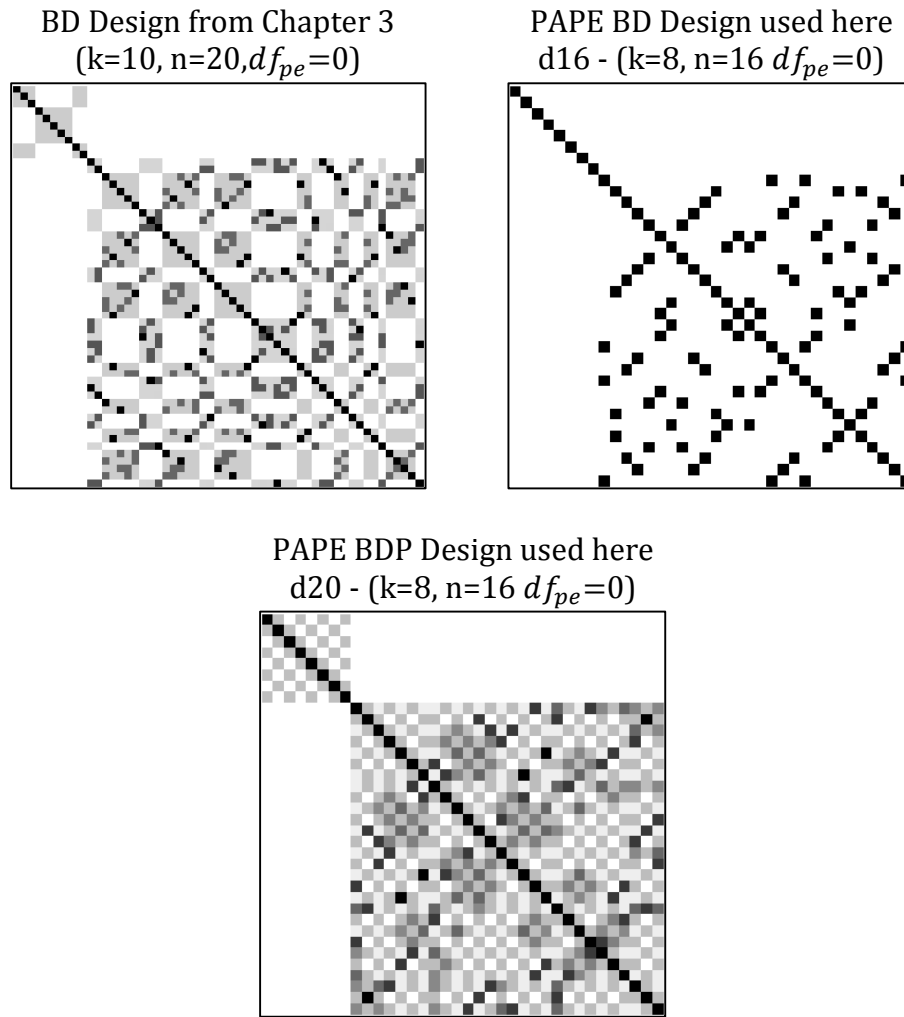 BD Design from Chapter 3
(k=10, n=20,df_pe=0)
PAPE BD Design used here
d16 - (k=8, n=16 df_pe=0)
PAPE BDP Design used here
d20 - (k=8, n=16 df_pe=0)